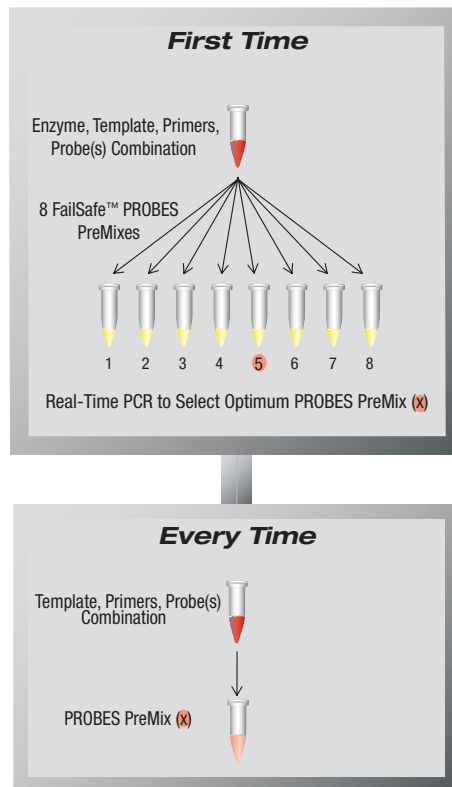 First Time
Enzyme, Template, Primers,
Probe(s) Combination
8 FailSafe™ PROBES
PreMixes
1 2 3 4 5 6 7 8
Real-Time PCR to Select Optimum PROBES PreMix (x)
Every Time
Template, Primers, Probe(s)
Combination
PROBES PreMix (x)